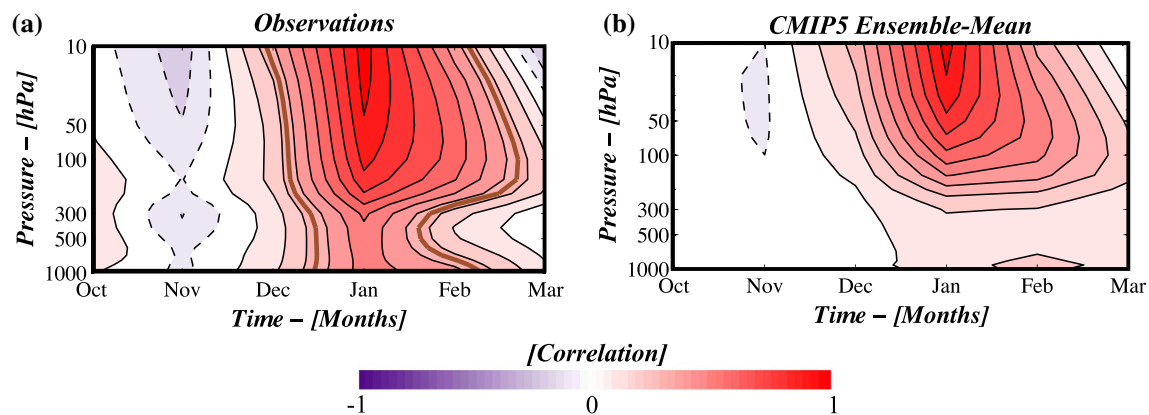 (a)
Observations
Pressure – [hPa]
10
50
100
300
500
1000
Oct
Nov
Dec
Jan
Feb
Mar
Time – [Months]
(b)
CMIP5 Ensemble-Mean
Pressure – [hPa]
10
50
100
300
500
1000
Oct
Nov
Dec
Jan
Feb
Mar
Time – [Months]
[Correlation]
-1
0
1